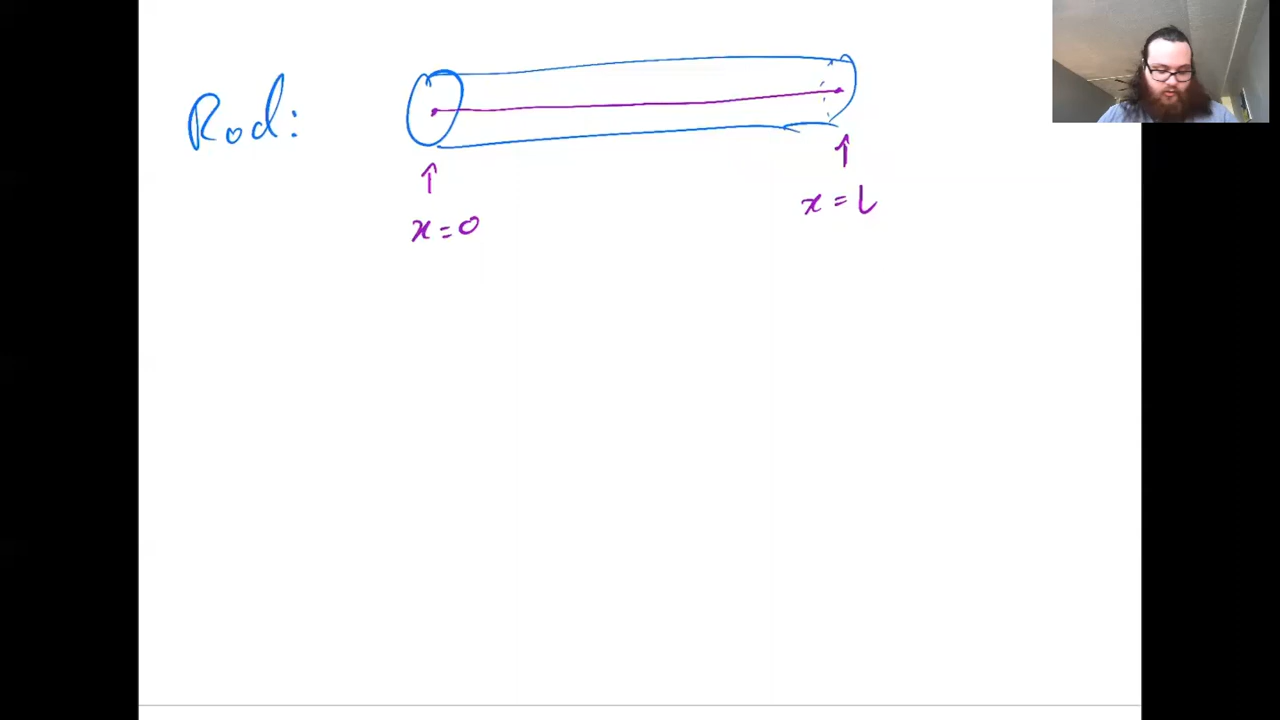 Rod:
x = 0
x = L